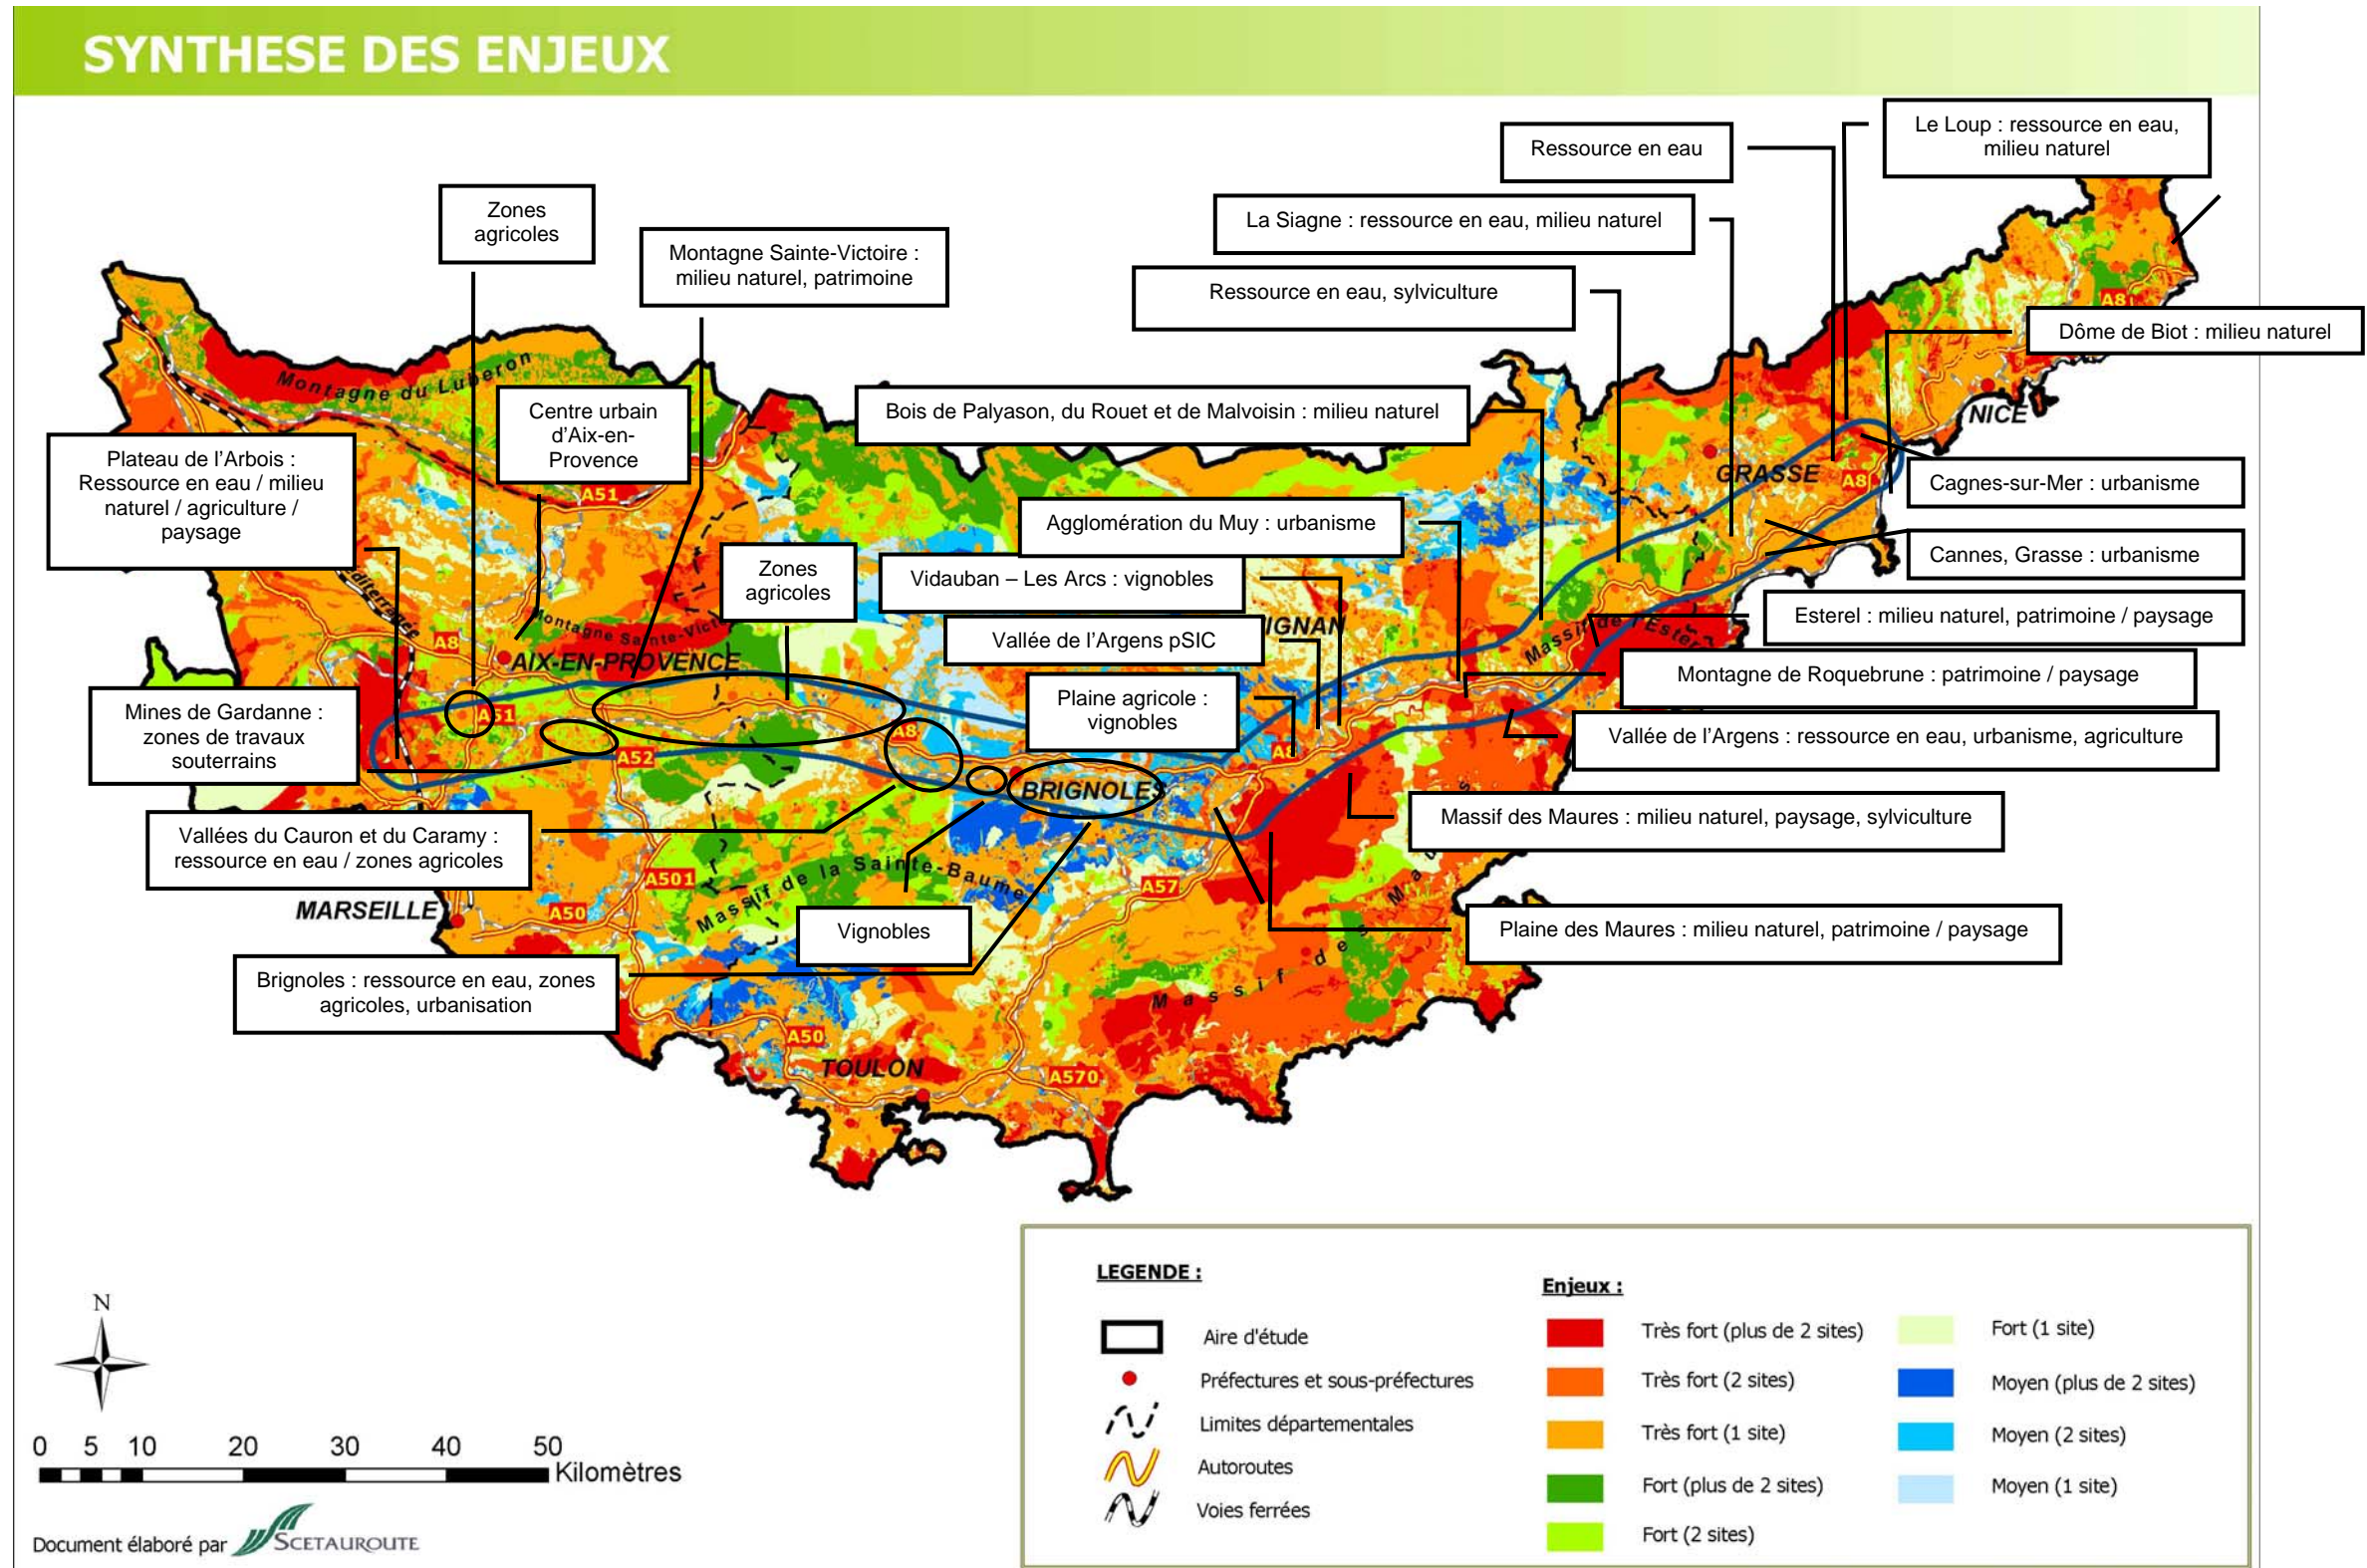 SYNTHESE DES ENJEUX
Le Loup : ressource en eau,
milieu naturel
Ressource en eau
Zones
agricoles
La Siagne : ressource en eau, milieu naturel
Montagne Sainte-Victoire :
milieu naturel, patrimoine
Ressource en eau, sylviculture
A8
Dôme de Biot : milieu naturel
Montagne du Luberon
NICE
Centre urbain
d'Aix-en-
Provence
Bois de Palyason, du Rouet et de Malvoisin : milieu naturel
Plateau de l'Arbois :
Ressource en eau / milieu
naturel / agriculture /
paysage
GRASSE
A8
Cagnes-sur-Mer : urbanisme
A51
Agglomération du Muy : urbanisme
Cannes, Grasse : urbanisme
Zones
agricoles
Vidauban – Les Arcs : vignobles
Esterel : milieu naturel, patrimoine / paysage
Montagne Sainte-Vict
A8
Vallée de l'Argens pSIC
IGNAN
Massif de l'Ester
AIX-EN-PROVENCE
Montagne de Roquebrune : patrimoine / paysage
Plaine agricole :
vignobles
Mines de Gardanne :
zones de travaux
souterrains
A51
A8
Vallée de l'Argens : ressource en eau, urbanisme, agriculture
A52
A8
BRIGNOLES
Massif des Maures : milieu naturel, paysage, sylviculture
Vallées du Cauron et du Caramy :
ressource en eau / zones agricoles
Massif de la Sainte-Baume
A501
A57
MARSEILLE
A50
Vignobles
Plaine des Maures : milieu naturel, patrimoine / paysage
Brignoles : ressource en eau, zones
agricoles, urbanisation
Massif des Mau s
A50
TOULON
A570
LEGENDE :
Aire d'étude
Préfectures et sous-préfectures
Limites départementales
Autoroutes
Voies ferrées
Enjeux :
Très fort (plus de 2 sites)
Très fort (2 sites)
Très fort (1 site)
Fort (plus de 2 sites)
Fort (2 sites)
Fort (1 site)
Moyen (plus de 2 sites)
Moyen (2 sites)
Moyen (1 site)
N
0 5 10 20 30 40 50
Kilomètres
Document élaboré par SCETAUROUTE